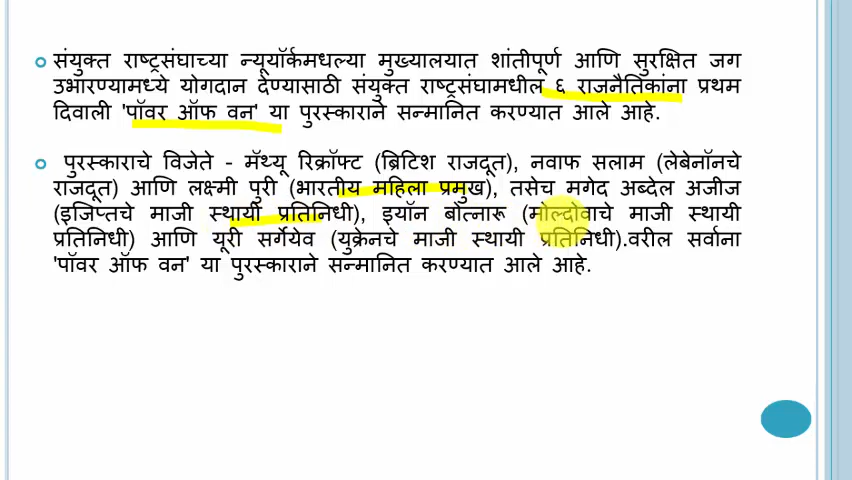 संयुक्त राष्ट्रसंघाच्या न्यूयॉर्कमधल्या मुख्यालयात शांतीपूर्ण आणि सुरक्षित जग
उभारण्यामध्ये योगदान देण्यासाठी संयुक्त राष्ट्रसंघामधील ६ राजनैतिकांना प्रथम
दिवाली 'पॉवर ऑफ वन' या पुरस्काराने सन्मानित करण्यात आले आहे.
पुरस्काराचे विजेते - मॅथ्यू रिक्रॉफ्ट (ब्रिटिश राजदूत), नवाफ सलाम (लेबेनॉनचे
राजदूत) आणि लक्ष्मी पुरी (भारतीय महिला प्रमुख), तसेच मगेद अब्देल अजीज
(इजिप्तचे माजी स्थायी प्रतिनिधी), इयॉन बोत्नारू (मोल्दोवाचे माजी स्थायी
प्रतिनिधी) आणि यूरी सर्गेयेव (युक्रेनचे माजी स्थायी प्रतिनिधी).वरील सर्वाना
'पॉवर ऑफ वन' या पुरस्काराने सन्मानित करण्यात आले आहे.